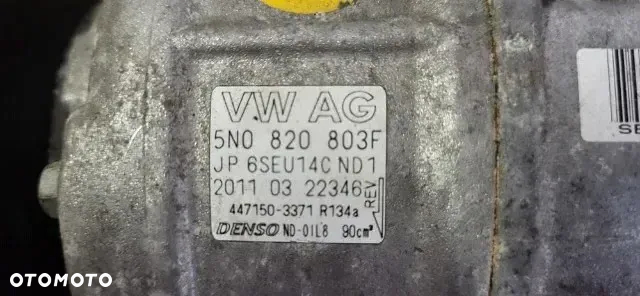 VW AG
5N0 820 803F
JP 6SEU14C ND1
2011 03 22346
REV
447150-3371 R134a
DENSO ND-OIL8 90cm³
OTOMOTO